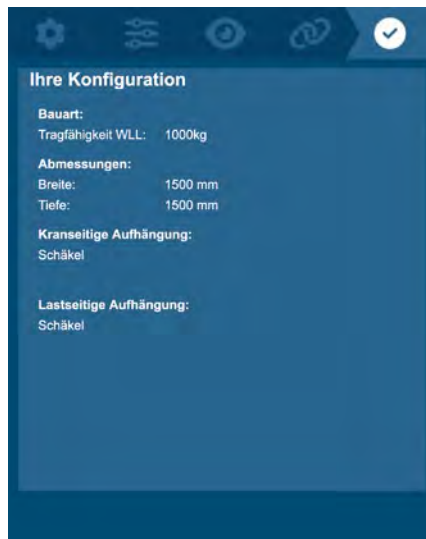 Ihre Konfiguration
Bauart:
Tragfähigkeit WLL: 1000kg
Abmessungen:
Breite: 1500 mm
Tiefe: 1500 mm
Kranseitige Aufhängung:
Schäkel
Lastseitige Aufhängung:
Schäkel